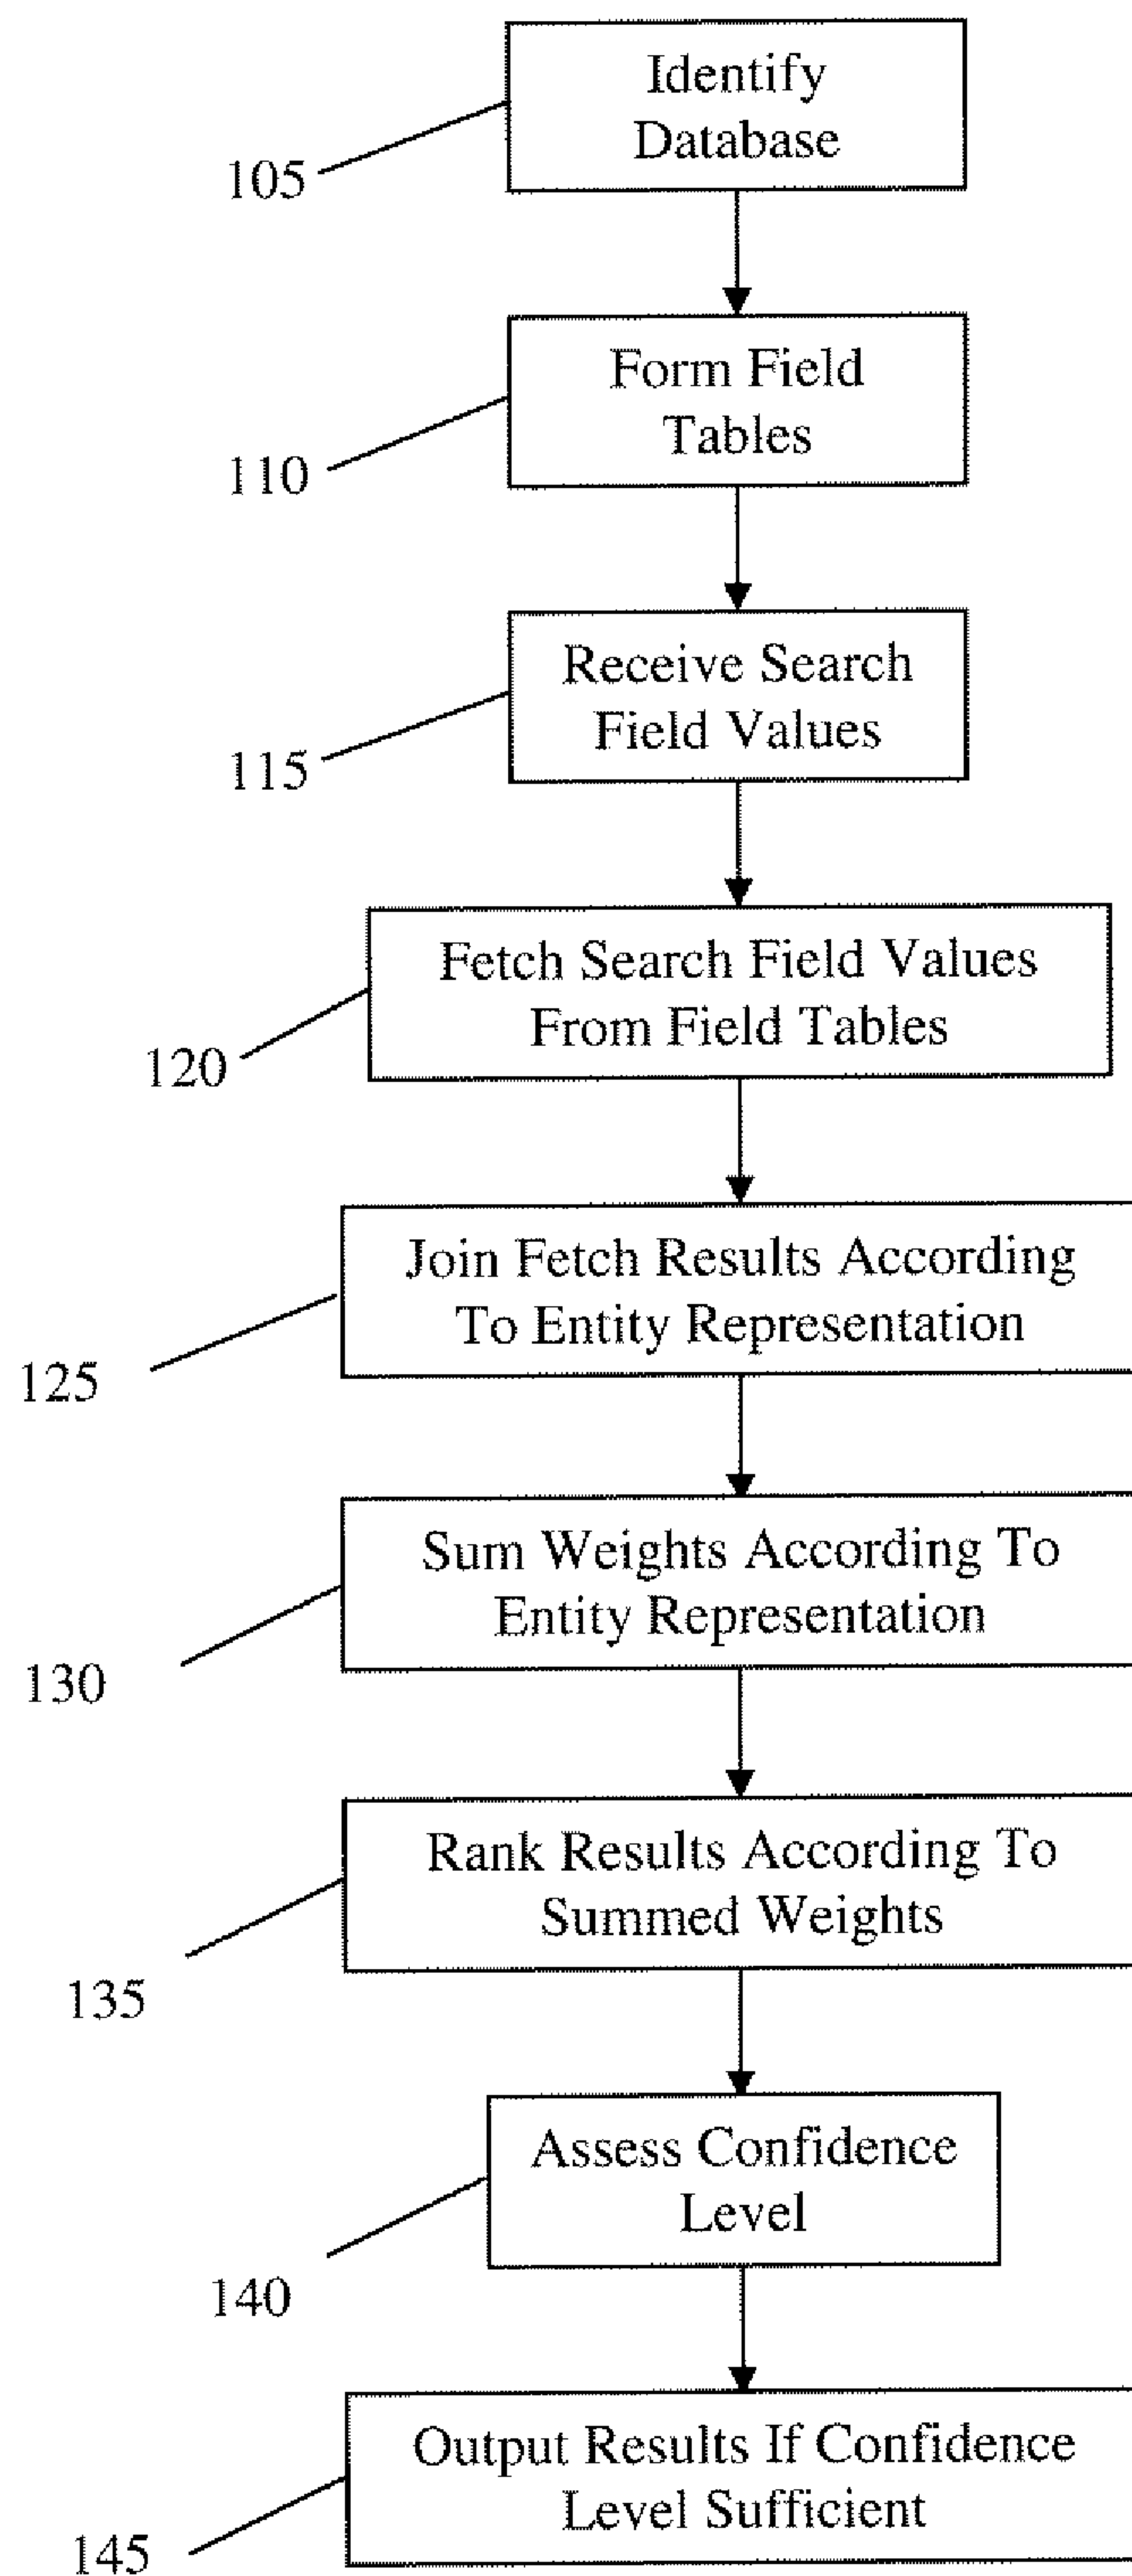 Identify
Database
105
Form Field
Tables
110
Receive Search
Field Values
115
Fetch Search Field Values
From Field Tables
120
Join Fetch Results According
To Entity Representation
125
Sum Weights According To
Entity Representation
130
Rank Results According To
Summed Weights
135
Assess Confidence
Level
140
Output Results If Confidence
Level Sufficient
145